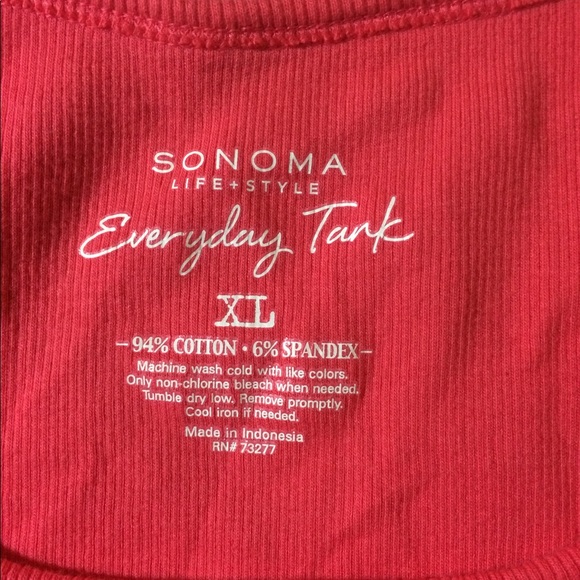 SONOMA
LIFE+STYLE
Everyday Tank
XL
- 94% COTTON • 6% SPANDEX -
Machine wash cold with like colors.
Only non-chlorine bleach when needed.
Tumble dry low. Remove promptly.
Cool iron if needed.
Made in Indonesia
RN# 73277